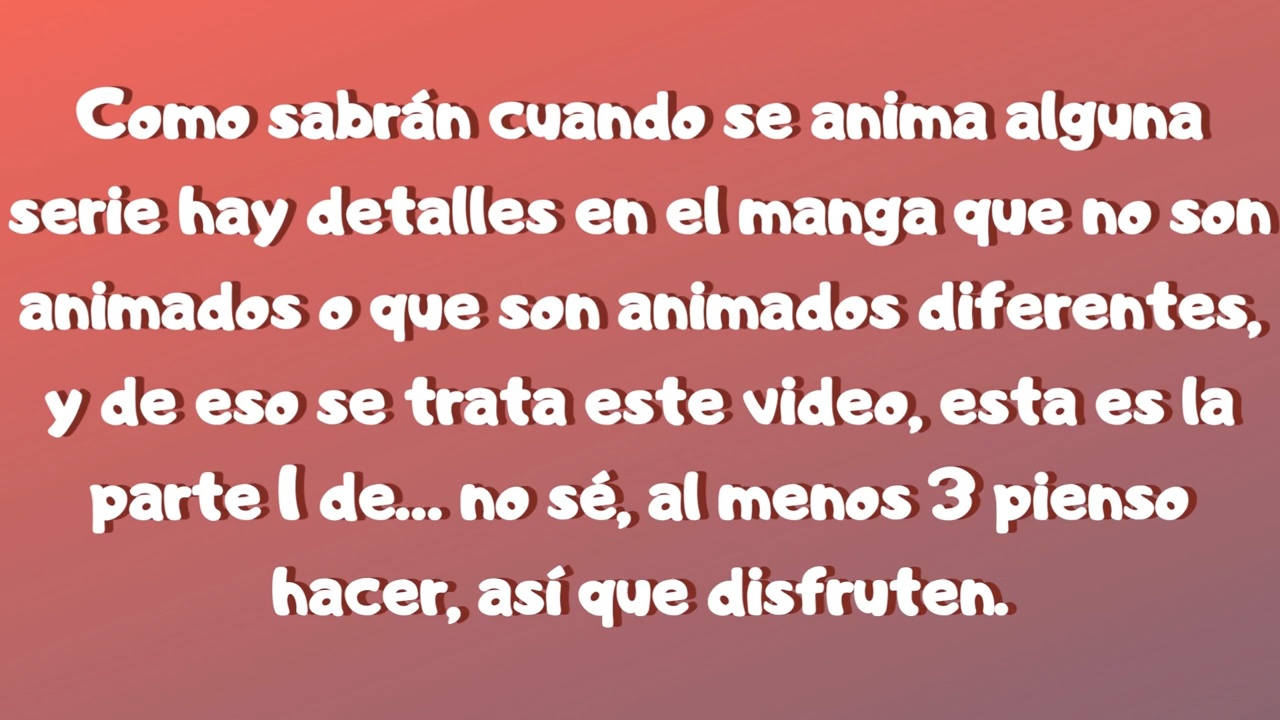 Como sabrán cuando se anima alguna
serie hay detalles en el manga que no son
animados o que son animados diferentes,
y de eso se trata este video, esta es la
parte 1 de... no sé, al menos 3 pienso
hacer, así que disfruten.